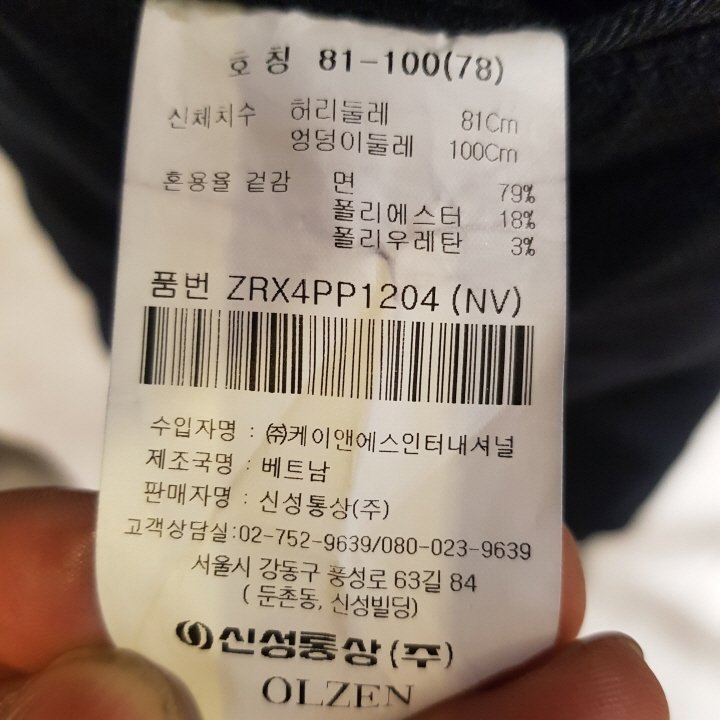 호칭 81-100(78)
신체치수 허리둘레 81Cm
엉덩이둘레 100Cm
혼용율 겉감 면 79%
폴리에스터 18%
폴리우레탄 3%
품번 ZRX4PP1204 (NV)
수입자명 : ㈜케이앤에스인터내셔널
제조국명 : 베트남
판매자명 : 신성통상(주)
고객상담실:02-752-9639/080-023-9639
서울시 강동구 풍성로 63길 84
( 둔촌동, 신성빌딩)
신성통상(주)
OLZEN